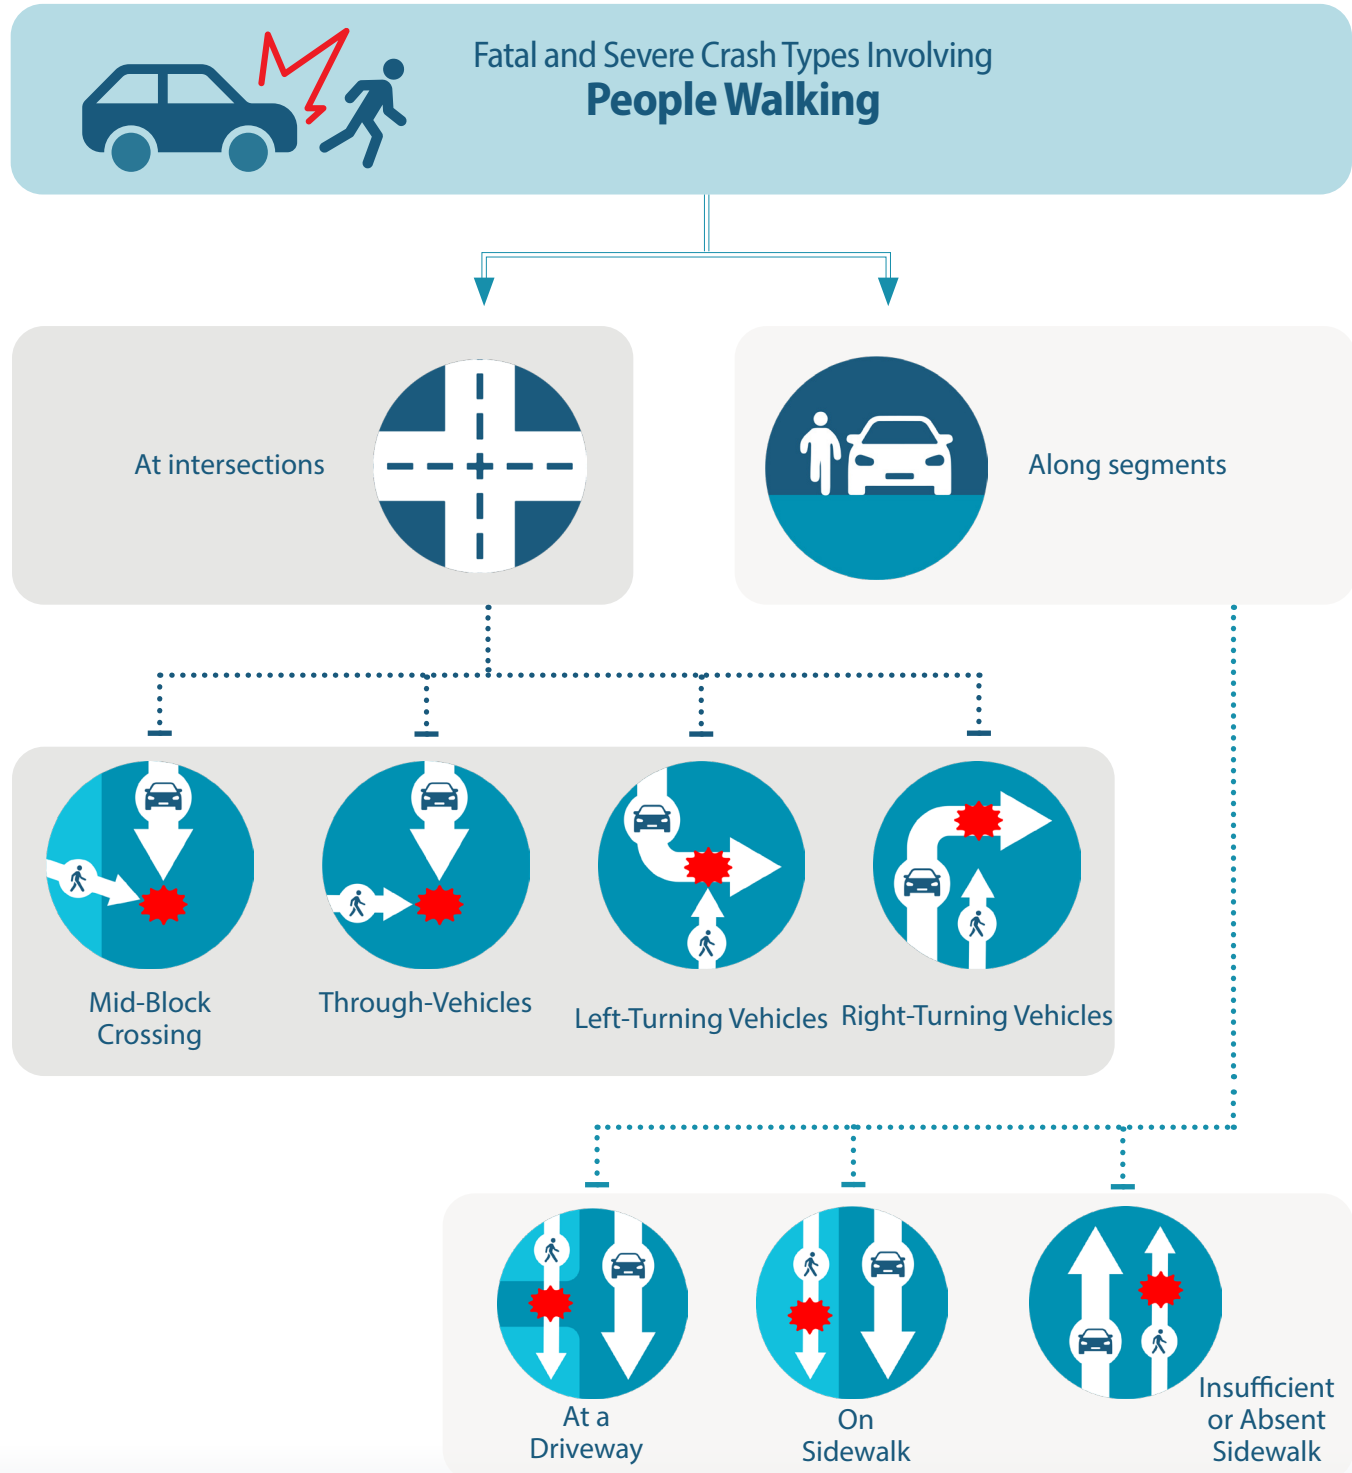 Fatal and Severe Crash Types Involving
People Walking
At intersections
Along segments
Mid-Block
Crossing
Through-Vehicles
Left-Turning Vehicles
Right-Turning Vehicles
At a
Driveway
On
Sidewalk
Insufficient
or Absent
Sidewalk